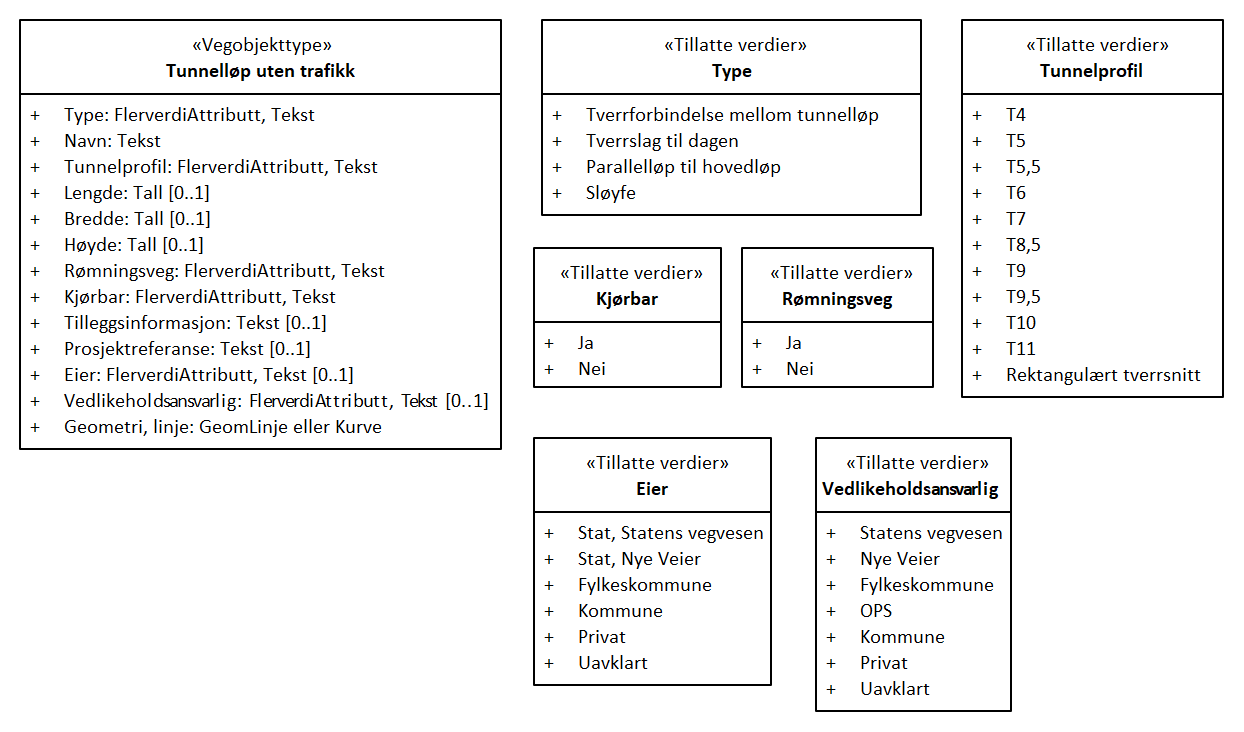 «Vegobjekttype»
Tunnelløp uten trafikk
+ Type: FlerverdiAttributt, Tekst
+ Navn: Tekst
+ Tunnelprofil: FlerverdiAttributt, Tekst
+ Lengde: Tall [0..1]
+ Bredde: Tall [0..1]
+ Høyde: Tall [0..1]
+ Rømningsveg: FlerverdiAttributt, Tekst
+ Kjørbar: FlerverdiAttributt, Tekst
+ Tilleggsinformasjon: Tekst [0..1]
+ Prosjektreferanse: Tekst [0..1]
+ Eier: FlerverdiAttributt, Tekst [0..1]
+ Vedlikeholdsansvarlig: FlerverdiAttributt, Tekst [0..1]
+ Geometri, linje: GeomLinje eller Kurve
«Tillatte verdier»
Type
+ Tverrforbindelse mellom tunnelløp
+ Tverrslag til dagen
+ Parallelløp til hovedløp
+ Sløyfe
«Tillatte verdier»
Tunnelprofil
+ T4
+ T5
+ T5,5
+ T6
+ T7
+ T8,5
+ T9
+ T9,5
+ T10
+ T11
+ Rektangulært tverrsnitt
«Tillatte verdier»
Kjørbar
+ Ja
+ Nei
«Tillatte verdier»
Rømningsveg
+ Ja
+ Nei
«Tillatte verdier»
Eier
+ Stat, Statens vegvesen
+ Stat, Nye Veier
+ Fylkeskommune
+ Kommune
+ Privat
+ Uavklart
«Tillatte verdier»
Vedlikeholdsansvarlig
+ Statens vegvesen
+ Nye Veier
+ Fylkeskommune
+ OPS
+ Kommune
+ Privat
+ Uavklart